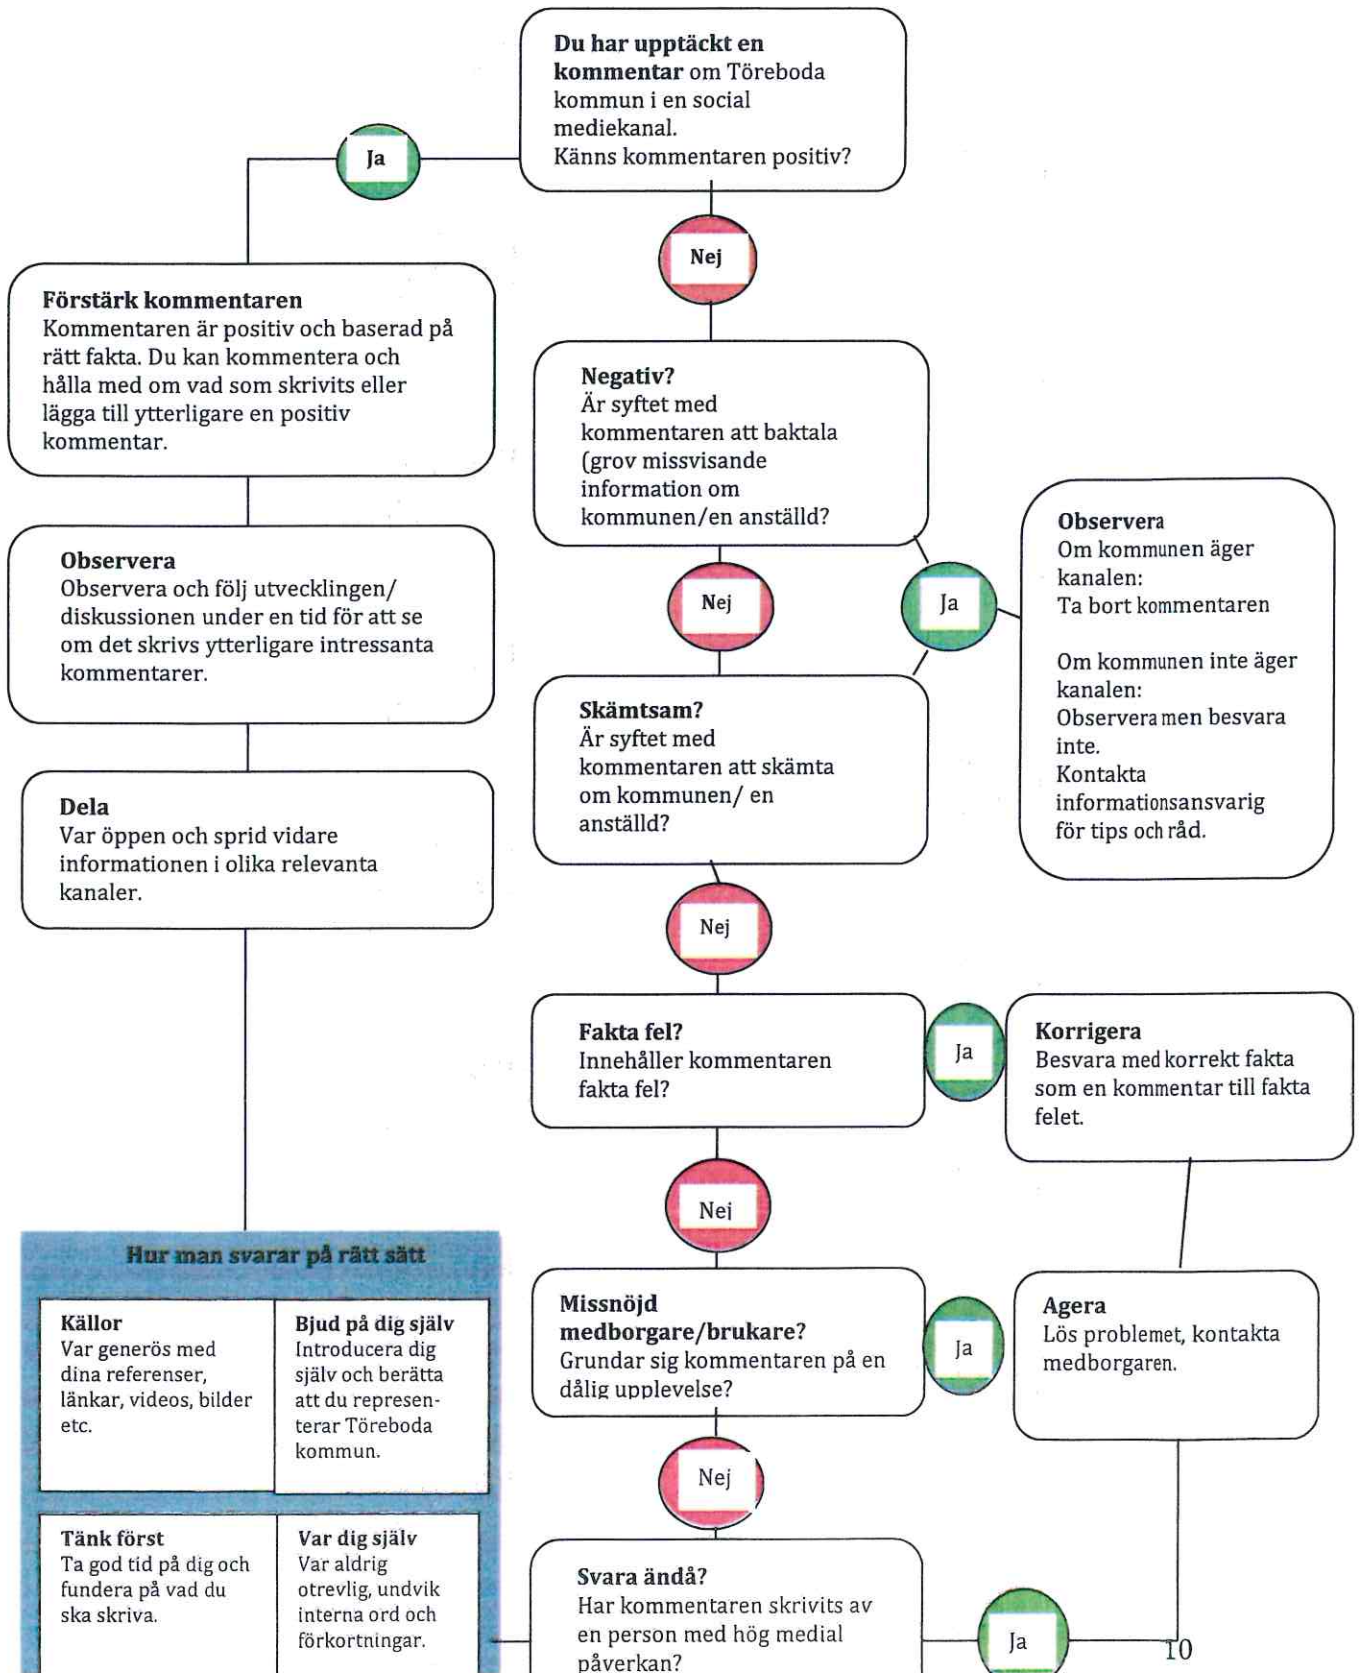 Du har upptäckt en
kommentar om Töreboda
kommun i en social
mediekanal.
Känns kommentaren positiv?
Ja
Nej
Förstärk kommentaren
Kommentaren är positiv och baserad på
rätt fakta. Du kan kommentera och
hålla med om vad som skrivits eller
lägga till ytterligare en positiv
kommentar.
Negativ?
Är syftet med
kommentaren att baktala
(grov missvisande
information om
kommunen/en anställd?
Observera
Observera och följ utvecklingen/
diskussionen under en tid för att se
om det skrivs ytterligare intressanta
kommentarer.
Nej
Ja
Observera
Om kommunen äger
kanalen:
Ta bort kommentaren
Om kommunen inte äger
kanalen:
Observera men besvara
inte.
Kontakta
informationsansvarig
för tips och råd.
Skämtsam?
Är syftet med
kommentaren att skämta
om kommunen/ en
anställd?
Dela
Var öppen och sprid vidare
informationen i olika relevanta
kanaler.
Nej
Fakta fel?
Innehåller kommentaren
fakta fel?
Ja
Korrigera
Besvara med korrekt fakta
som en kommentar till fakta
felet.
Nej
Hur man svarar på rätt sätt
Källor
Var generös med
dina referenser,
länkar, videos, bilder
etc.
Bjud på dig själv
Introducera dig
själv och berätta
att du represen-
terar Töreboda
kommun.
Missnöjd
medborgare/brukare?
Grundar sig kommentaren på en
dålig upplevelse?
Ja
Agera
Lös problemet, kontakta
medborgaren.
Nej
Tänk först
Ta god tid på dig och
fundera på vad du
ska skriva.
Var dig själv
Var aldrig
otrevlig, undvik
interna ord och
förkortningar.
Svara ändå?
Har kommentaren skrivits av
en person med hög medial
påverkan?
Ja
10